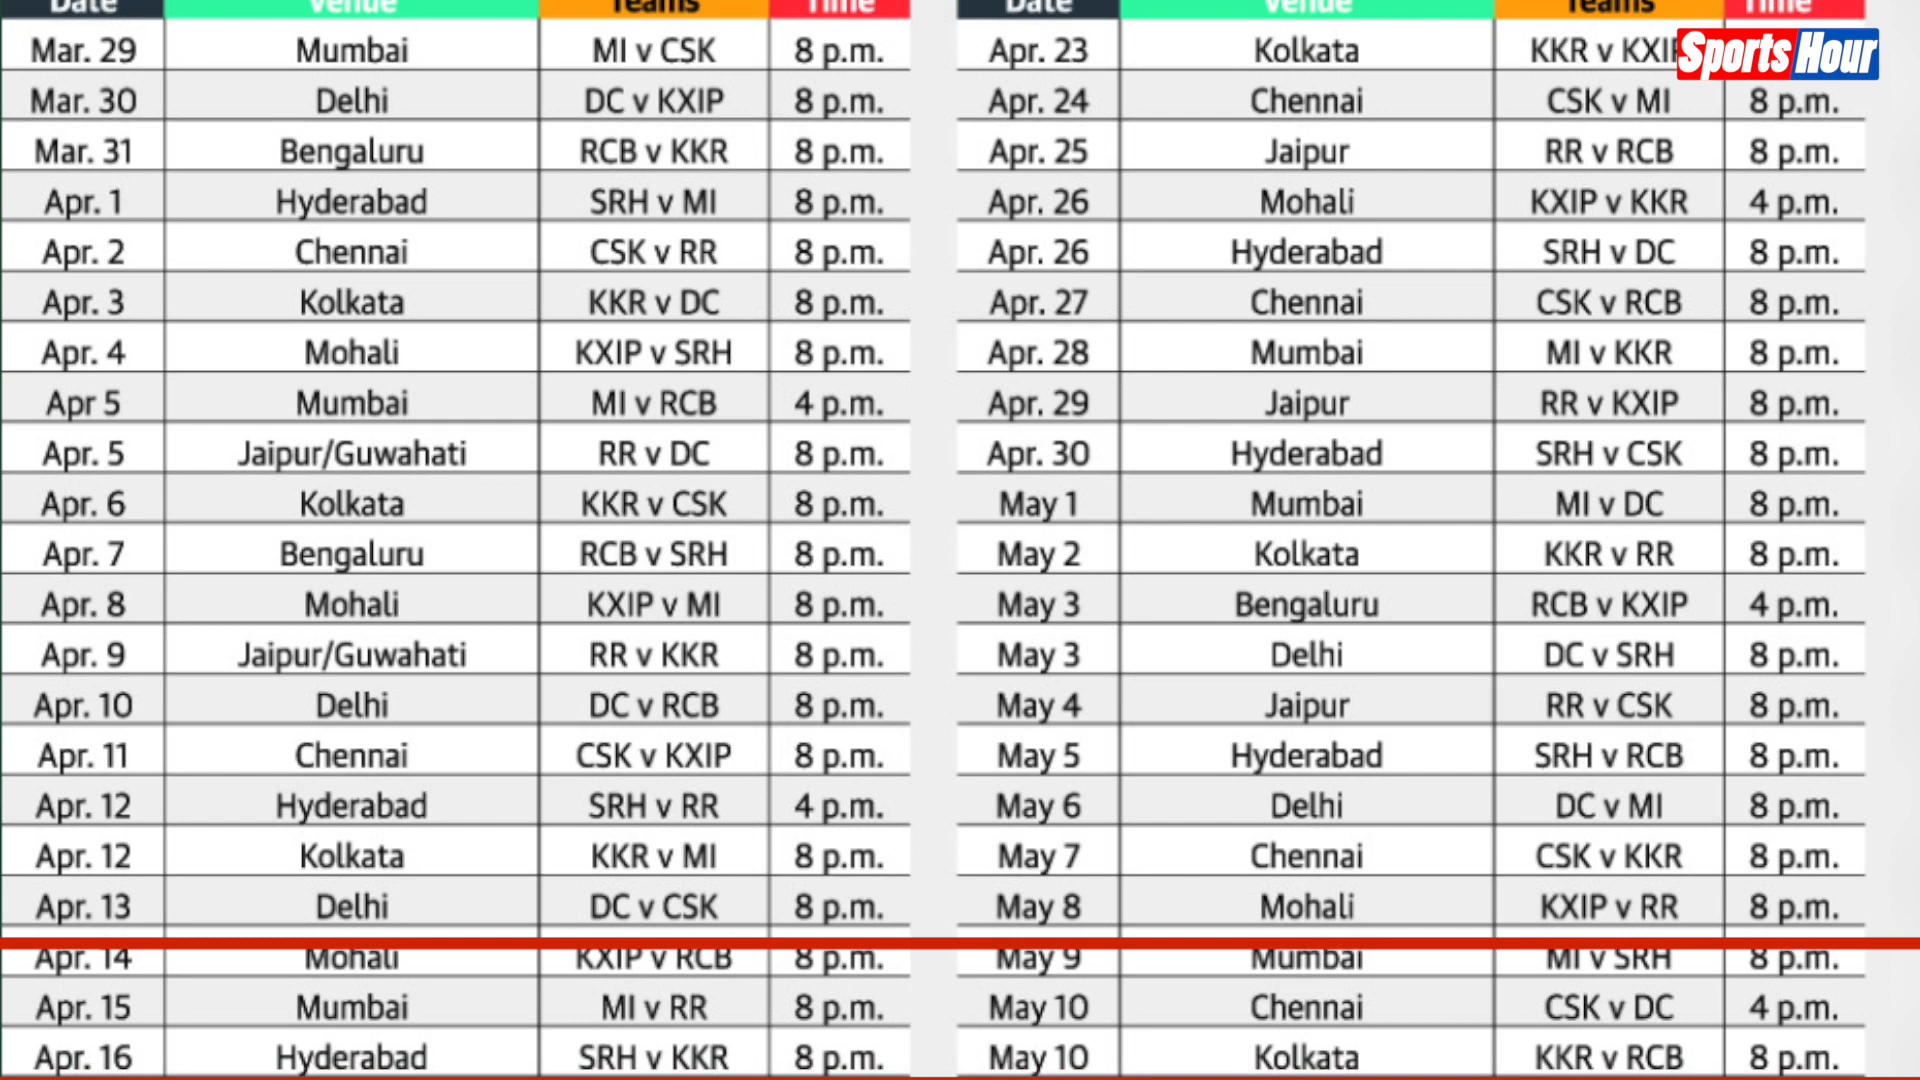 Date Venue Teams Time
Mar. 29 Mumbai MI v CSK 8 p.m.
Mar. 30 Delhi DC v KXIP 8 p.m.
Mar. 31 Bengaluru RCB v KKR 8 p.m.
Apr. 1 Hyderabad SRH v MI 8 p.m.
Apr. 2 Chennai CSK v RR 8 p.m.
Apr. 3 Kolkata KKR v DC 8 p.m.
Apr. 4 Mohali KXIP v SRH 8 p.m.
Apr 5 Mumbai MI v RCB 4 p.m.
Apr. 5 Jaipur/Guwahati RR v DC 8 p.m.
Apr. 6 Kolkata KKR v CSK 8 p.m.
Apr. 7 Bengaluru RCB v SRH 8 p.m.
Apr. 8 Mohali KXIP v MI 8 p.m.
Apr. 9 Jaipur/Guwahati RR v KKR 8 p.m.
Apr. 10 Delhi DC v RCB 8 p.m.
Apr. 11 Chennai CSK v KXIP 8 p.m.
Apr. 12 Hyderabad SRH v RR 4 p.m.
Apr. 12 Kolkata KKR v MI 8 p.m.
Apr. 13 Delhi DC v CSK 8 p.m.
Apr. 14 Mohali KXIP v RCB 8 p.m.
Apr. 15 Mumbai MI v RR 8 p.m.
Apr. 16 Hyderabad SRH v KKR 8 p.m.
Date Venue Teams Time
Apr. 23 Kolkata KKR v KXIP
Sports Hour
Apr. 24 Chennai CSK v MI 8 p.m.
Apr. 25 Jaipur RR v RCB 8 p.m.
Apr. 26 Mohali KXIP v KKR 4 p.m.
Apr. 26 Hyderabad SRH v DC 8 p.m.
Apr. 27 Chennai CSK v RCB 8 p.m.
Apr. 28 Mumbai MI v KKR 8 p.m.
Apr. 29 Jaipur RR v KXIP 8 p.m.
Apr. 30 Hyderabad SRH v CSK 8 p.m.
May 1 Mumbai MI v DC 8 p.m.
May 2 Kolkata KKR v RR 8 p.m.
May 3 Bengaluru RCB v KXIP 4 p.m.
May 3 Delhi DC v SRH 8 p.m.
May 4 Jaipur RR v CSK 8 p.m.
May 5 Hyderabad SRH v RCB 8 p.m.
May 6 Delhi DC v MI 8 p.m.
May 7 Chennai CSK v KKR 8 p.m.
May 8 Mohali KXIP v RR 8 p.m.
May 9 Mumbai MI v SRH 8 p.m.
May 10 Chennai CSK v DC 4 p.m.
May 10 Kolkata KKR v RCB 8 p.m.